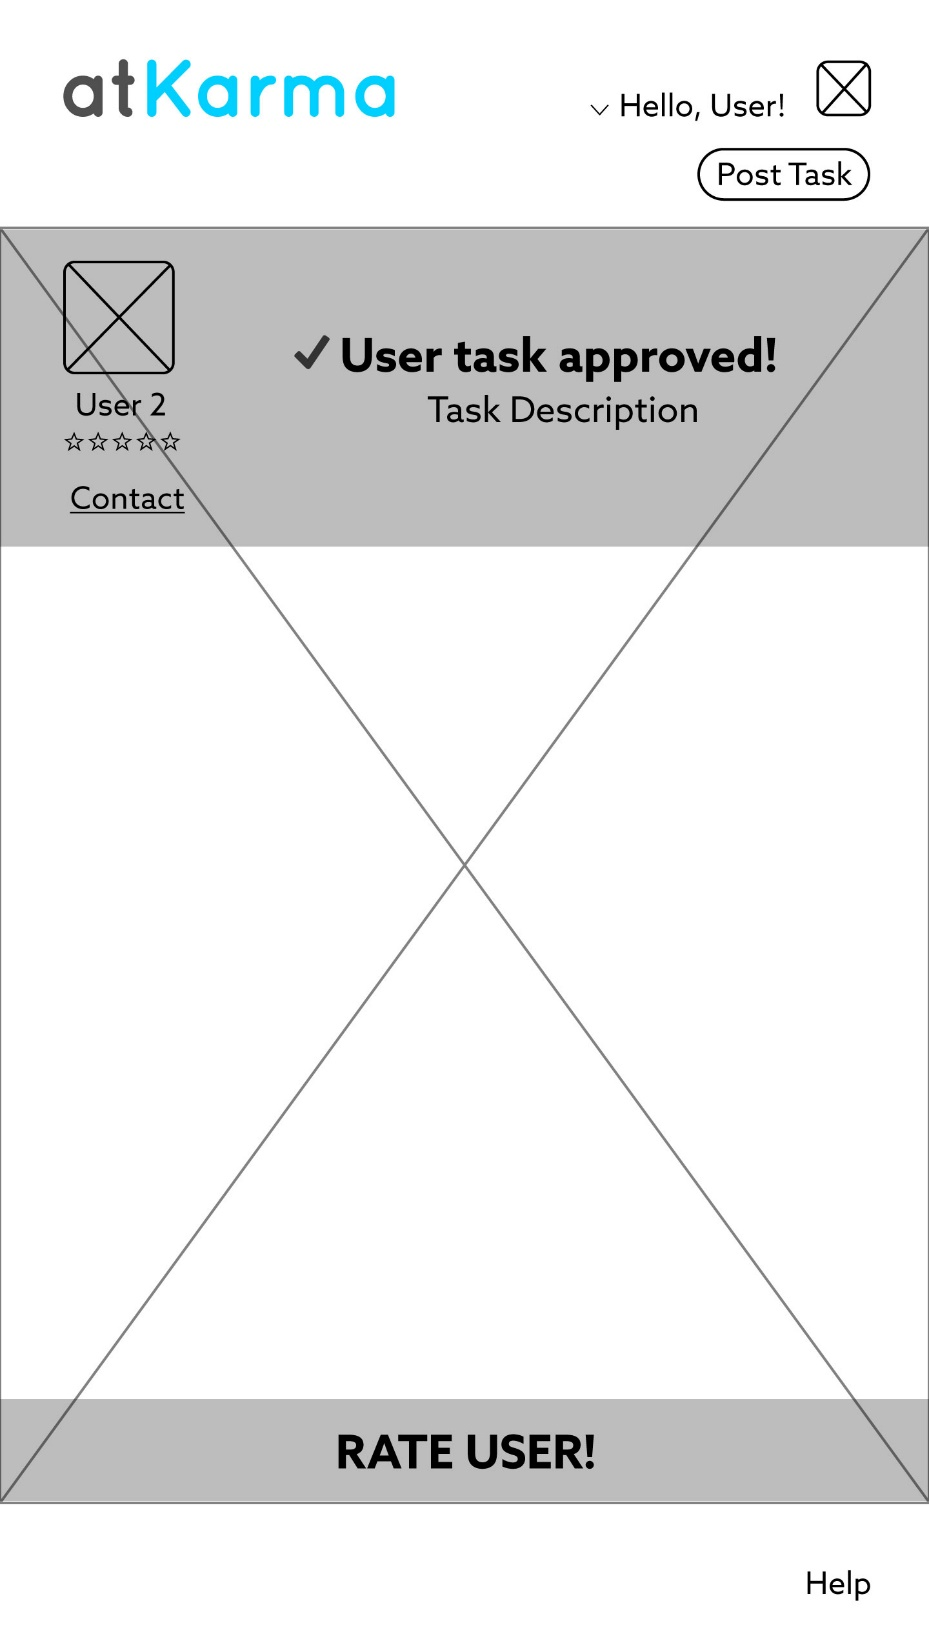 atKarma
Hello, User!
Post Task
✔ User task approved!
Task Description
User 2
☆☆☆☆☆
Contact
RATE USER!
Help